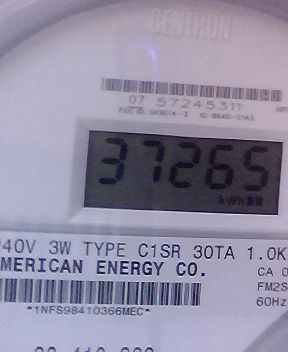 CENTRON®
07 57245311
37265
kWh
240V 3W TYPE C1SR 30TA 1.0K
AMERICAN ENERGY CO.
CA 0
FM2S
60Hz
*1NFS98410366MEC*